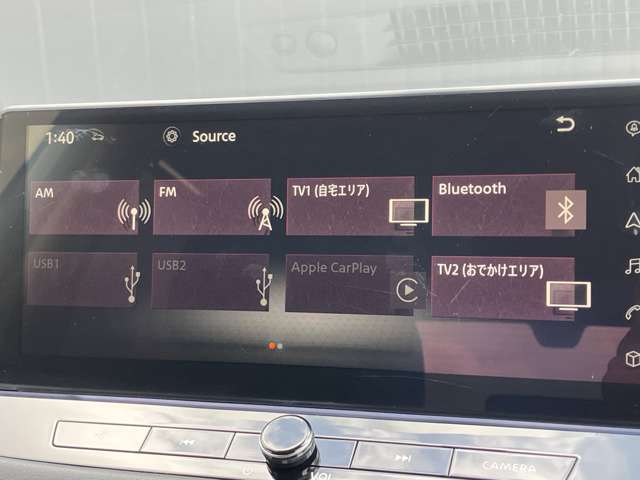 1:40
Source
AM
FM
TV1 (自宅エリア)
Bluetooth
USB1
USB2
Apple CarPlay
TV2 (おでかけエリア)
VOL
CAMERA